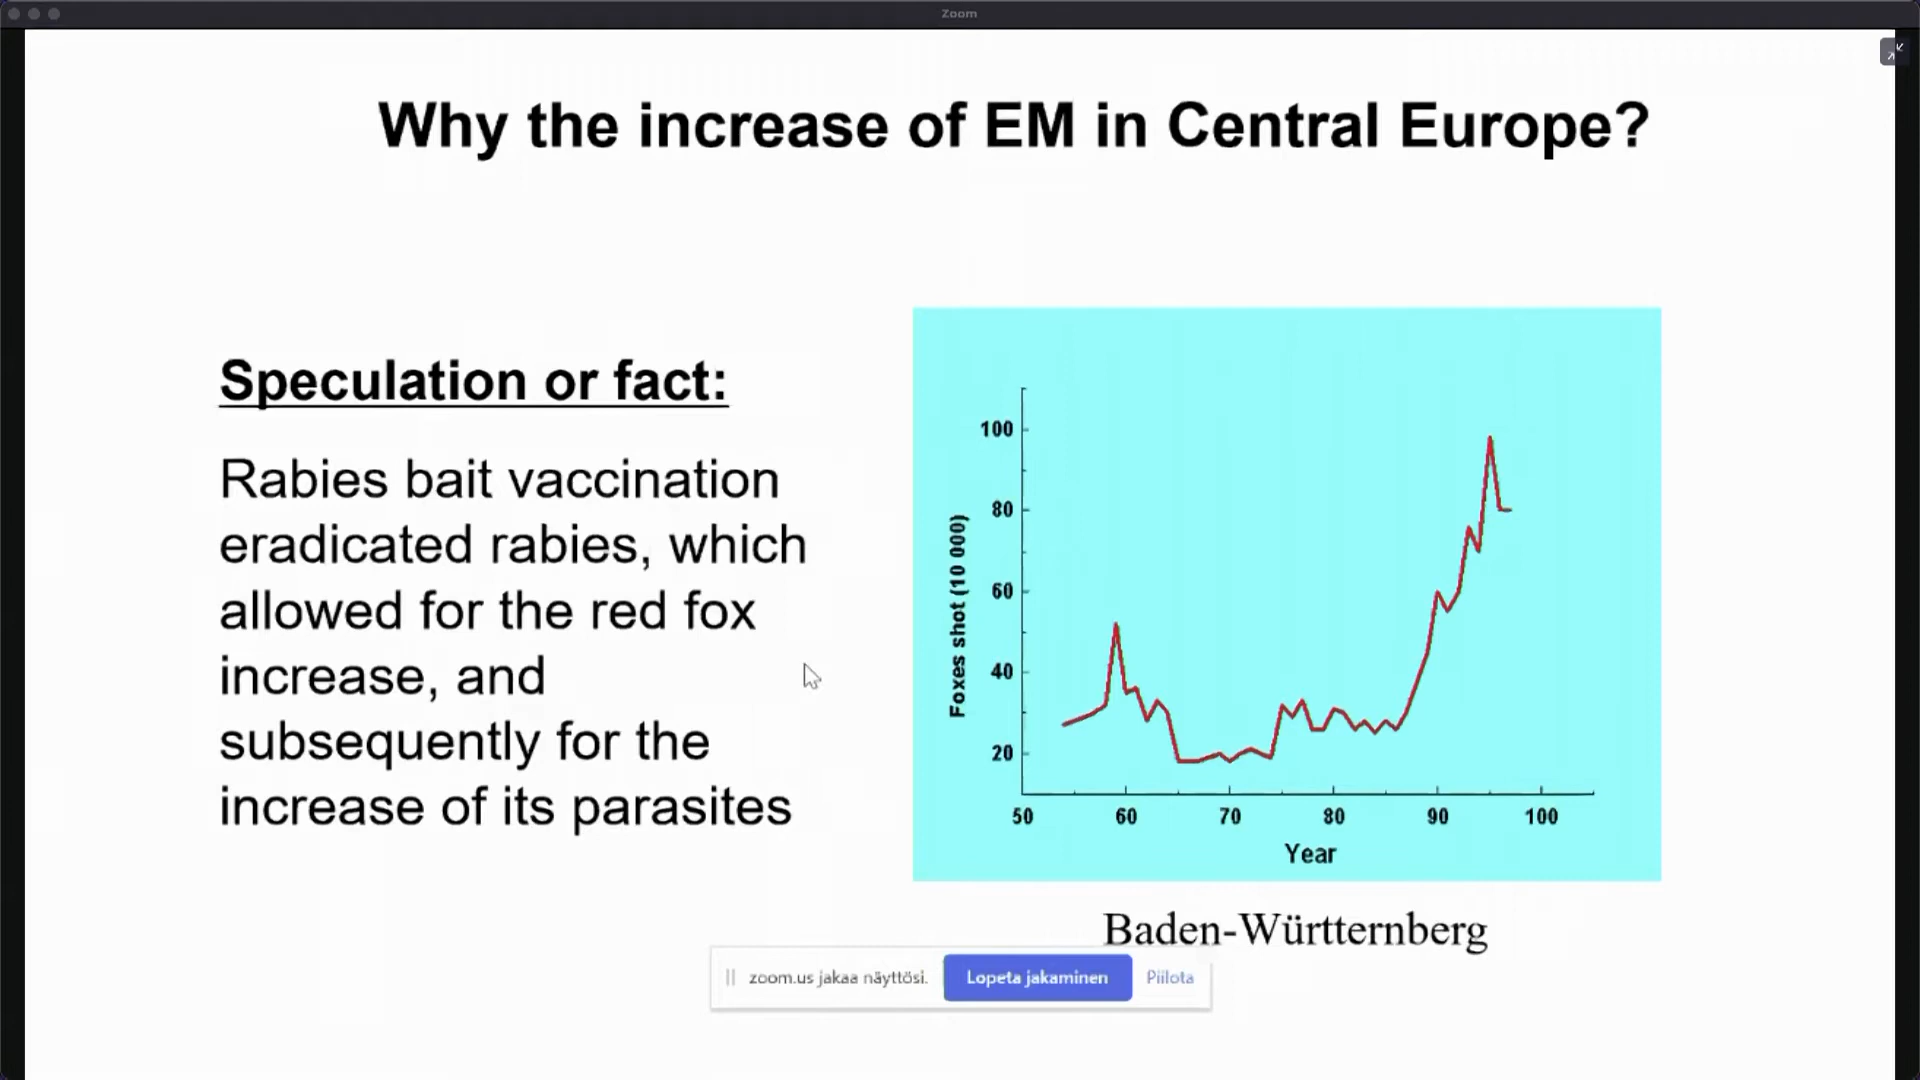 Zoom
Why the increase of EM in Central Europe?
Speculation or fact:
Rabies bait vaccination
eradicated rabies, which
allowed for the red fox
increase, and
subsequently for the
increase of its parasites
Foxes shot (10 000)
100
80
60
40
20
50 60 70 80 90 100
Year
Baden-Württernberg
zoom.us jakaa näyttösi. Lopeta jakaminen Piilota